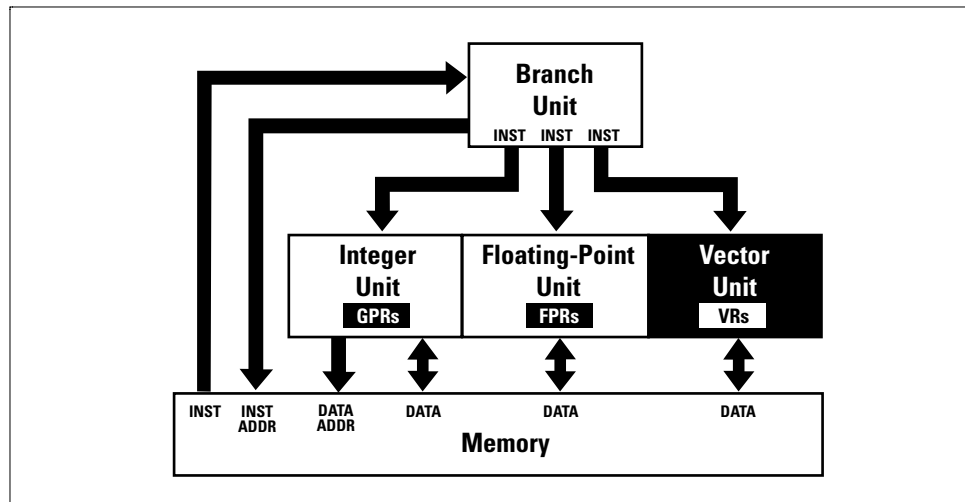 Branch
Unit
INST INST INST
Integer
Unit
GPRs
Floating-Point
Unit
FPRs
Vector
Unit
VRs
INST
INST
ADDR
DATA
ADDR
DATA
DATA
DATA
Memory